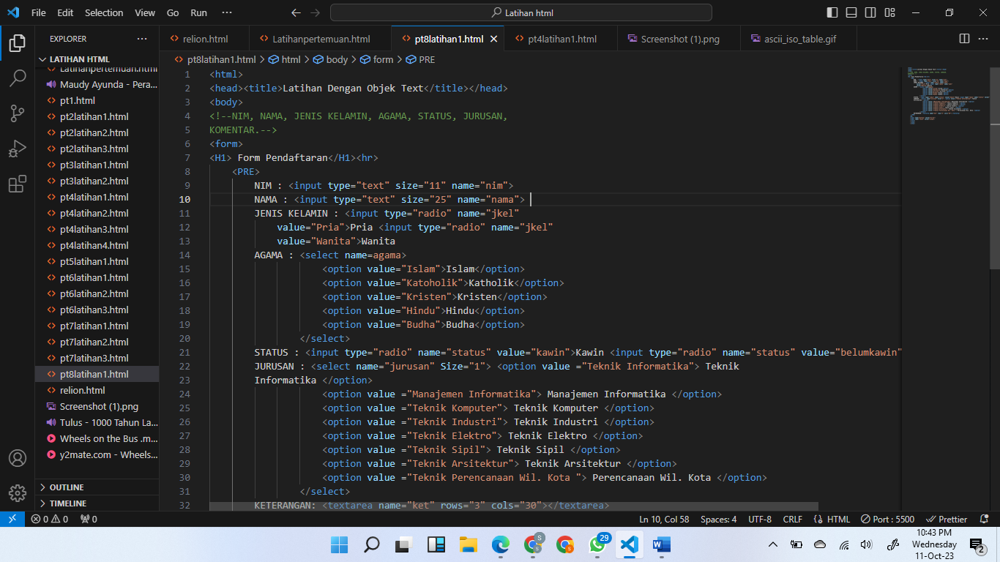 File Edit Selection View Go Run ··· Latihan html
EXPLORER ···
LATIHAN HTML
Latihanpertemuan.html
Maudy Ayunda - Pera...
pt1.html
pt2latihan1.html
pt2latihan2.html
pt2latihan3.html
pt3latihan1.html
pt3latihan2.html
pt4latihan1.html
pt4latihan2.html
pt4latihan3.html
pt4latihan4.html
pt5latihan1.html
pt6latihan1.html
pt6latihan2.html
pt6latihan3.html
pt7latihan1.html
pt7latihan2.html
pt7latihan3.html
pt8latihan1.html
relion.html
Screenshot (1).png
Tulus - 1000 Tahun La...
Wheels on the Bus .m...
y2mate.com - Wheels...
OUTLINE
TIMELINE
relion.html Latihanpertemuan.html pt8latihan1.html pt4latihan1.html Screenshot (1).png ascii_iso_table.gif ···
pt8latihan1.html > html > body > form > PRE
1 <html>
2 <head><title>Latihan Dengan Objek Text</title></head>
3 <body>
4 <!--NIM, NAMA, JENIS KELAMIN, AGAMA, STATUS, JURUSAN,
5 KOMENTAR.-->
6 <form>
7 <H1> Form Pendaftaran</H1><hr>
8 <PRE>
9 NIM : <input type="text" size="11" name="nim">
10 NAMA : <input type="text" size="25" name="nama">
11 JENIS KELAMIN : <input type="radio" name="jkel"
12 value="Pria">Pria <input type="radio" name="jkel"
13 value="Wanita">Wanita
14 AGAMA : <select name=agama>
15 <option value="Islam">Islam</option>
16 <option value="Katoholik">Katholik</option>
17 <option value="Kristen">Kristen</option>
18 <option value="Hindu">Hindu</option>
19 <option value="Budha">Budha</option>
20 </select>
21 STATUS : <input type="radio" name="status" value="kawin">Kawin <input type="radio" name="status" value="belumkawin"
22 JURUSAN : <select name="jurusan" Size="1"> <option value ="Teknik Informatika"> Teknik
23 Informatika </option>
24 <option value ="Manajemen Informatika"> Manajemen Informatika </option>
25 <option value ="Teknik Komputer"> Teknik Komputer </option>
26 <option value ="Teknik Industri"> Teknik Industri </option>
27 <option value ="Teknik Elektro"> Teknik Elektro </option>
28 <option value ="Teknik Sipil"> Teknik Sipil </option>
29 <option value ="Teknik Arsitektur"> Teknik Arsitektur </option>
30 <option value ="Teknik Perencanaan Wil. Kota "> Perencanaan Wil. Kota </option>
31 </select>
32 KETERANGAN: <textarea name="ket" rows="3" cols="30"></textarea>
0 0 0 Ln 10, Col 58 Spaces: 4 UTF-8 CRLF HTML Port : 5500 Prettier
S S 29
10:43 PM
Wednesday
11-Oct-23
2